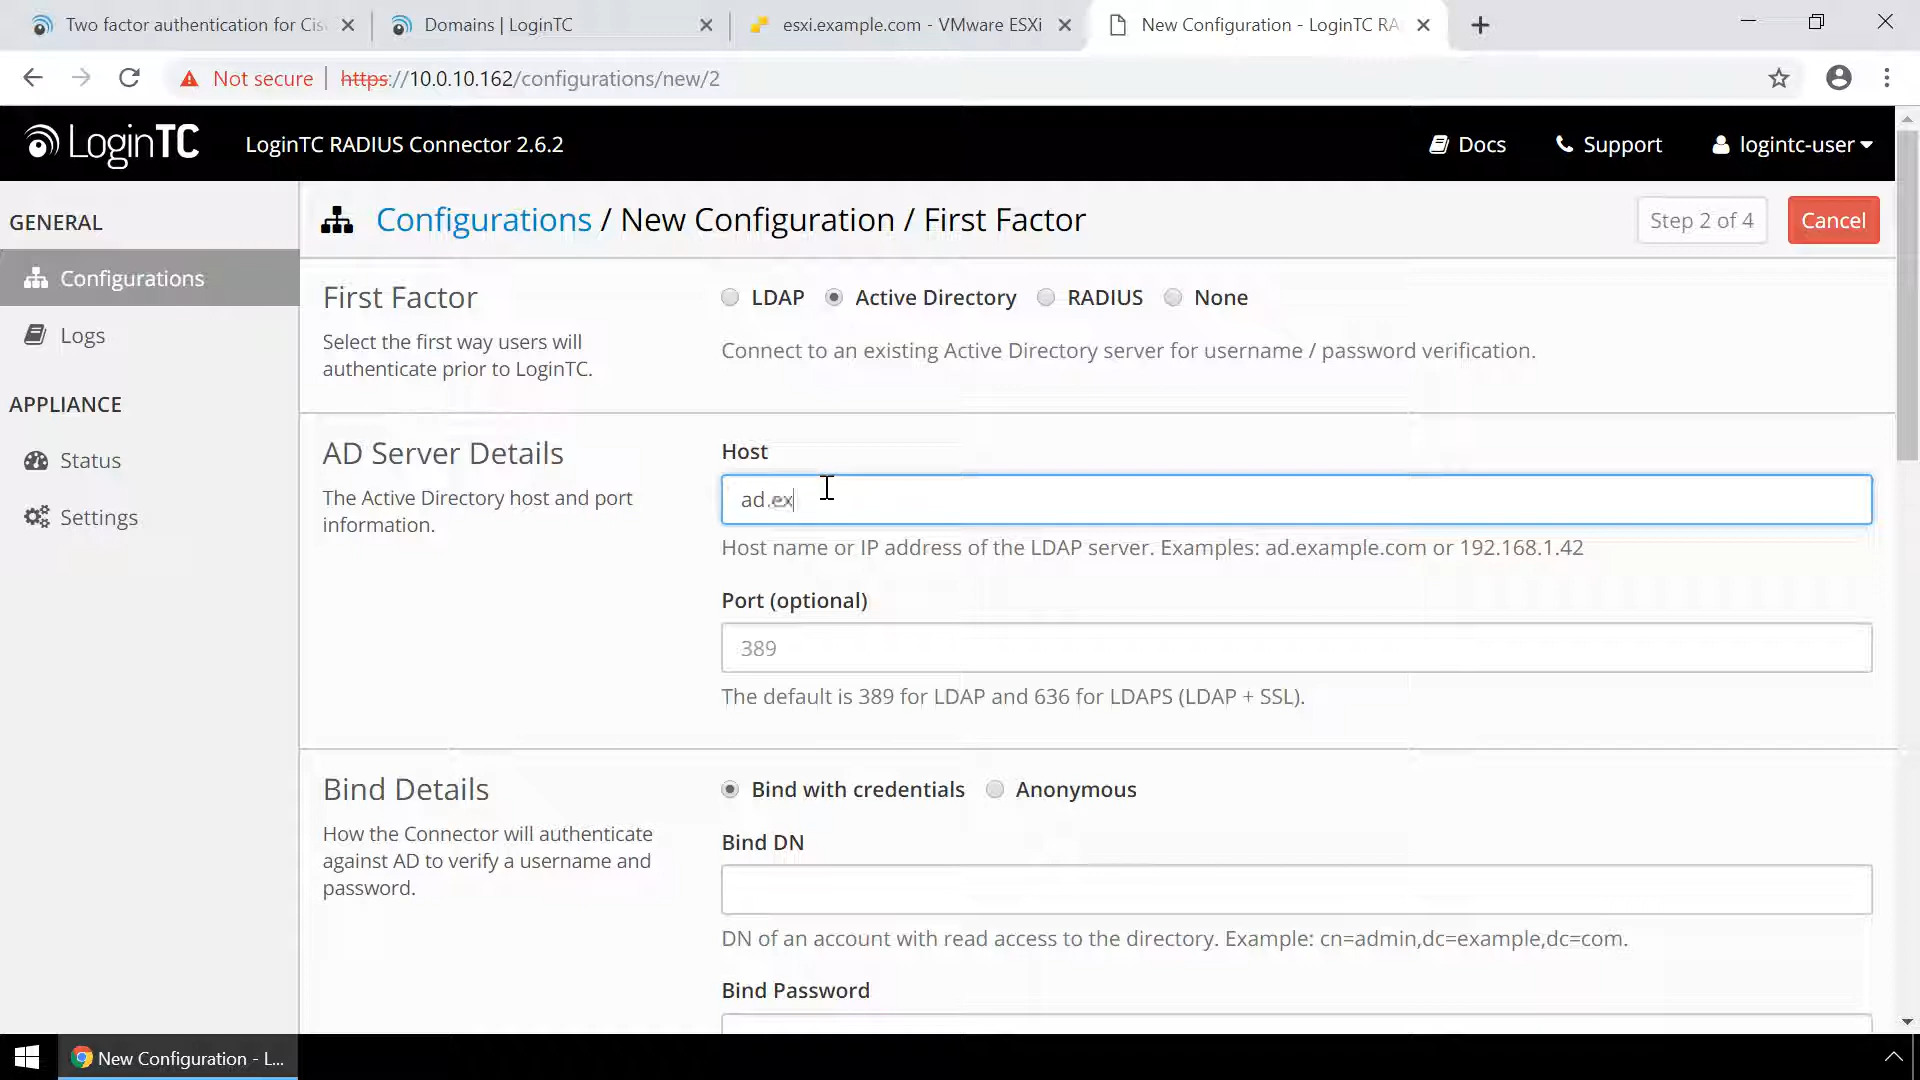 Two factor authentication for Cis
Domains | LoginTC
esxi.example.com - VMware ESXi
New Configuration - LoginTC RA
Not secure
https://10.0.10.162/configurations/new/2
LoginTC
LoginTC RADIUS Connector 2.6.2
Docs
Support
logintc-user
GENERAL
Configurations
Logs
APPLIANCE
Status
Settings
Configurations / New Configuration / First Factor
Step 2 of 4
Cancel
First Factor
Select the first way users will
authenticate prior to LoginTC.
LDAP
Active Directory
RADIUS
None
Connect to an existing Active Directory server for username / password verification.
AD Server Details
The Active Directory host and port
information.
Host
ad.ex
Host name or IP address of the LDAP server. Examples: ad.example.com or 192.168.1.42
Port (optional)
389
The default is 389 for LDAP and 636 for LDAPS (LDAP + SSL).
Bind Details
How the Connector will authenticate
against AD to verify a username and
password.
Bind with credentials
Anonymous
Bind DN
DN of an account with read access to the directory. Example: cn=admin,dc=example,dc=com.
Bind Password
New Configuration - L...